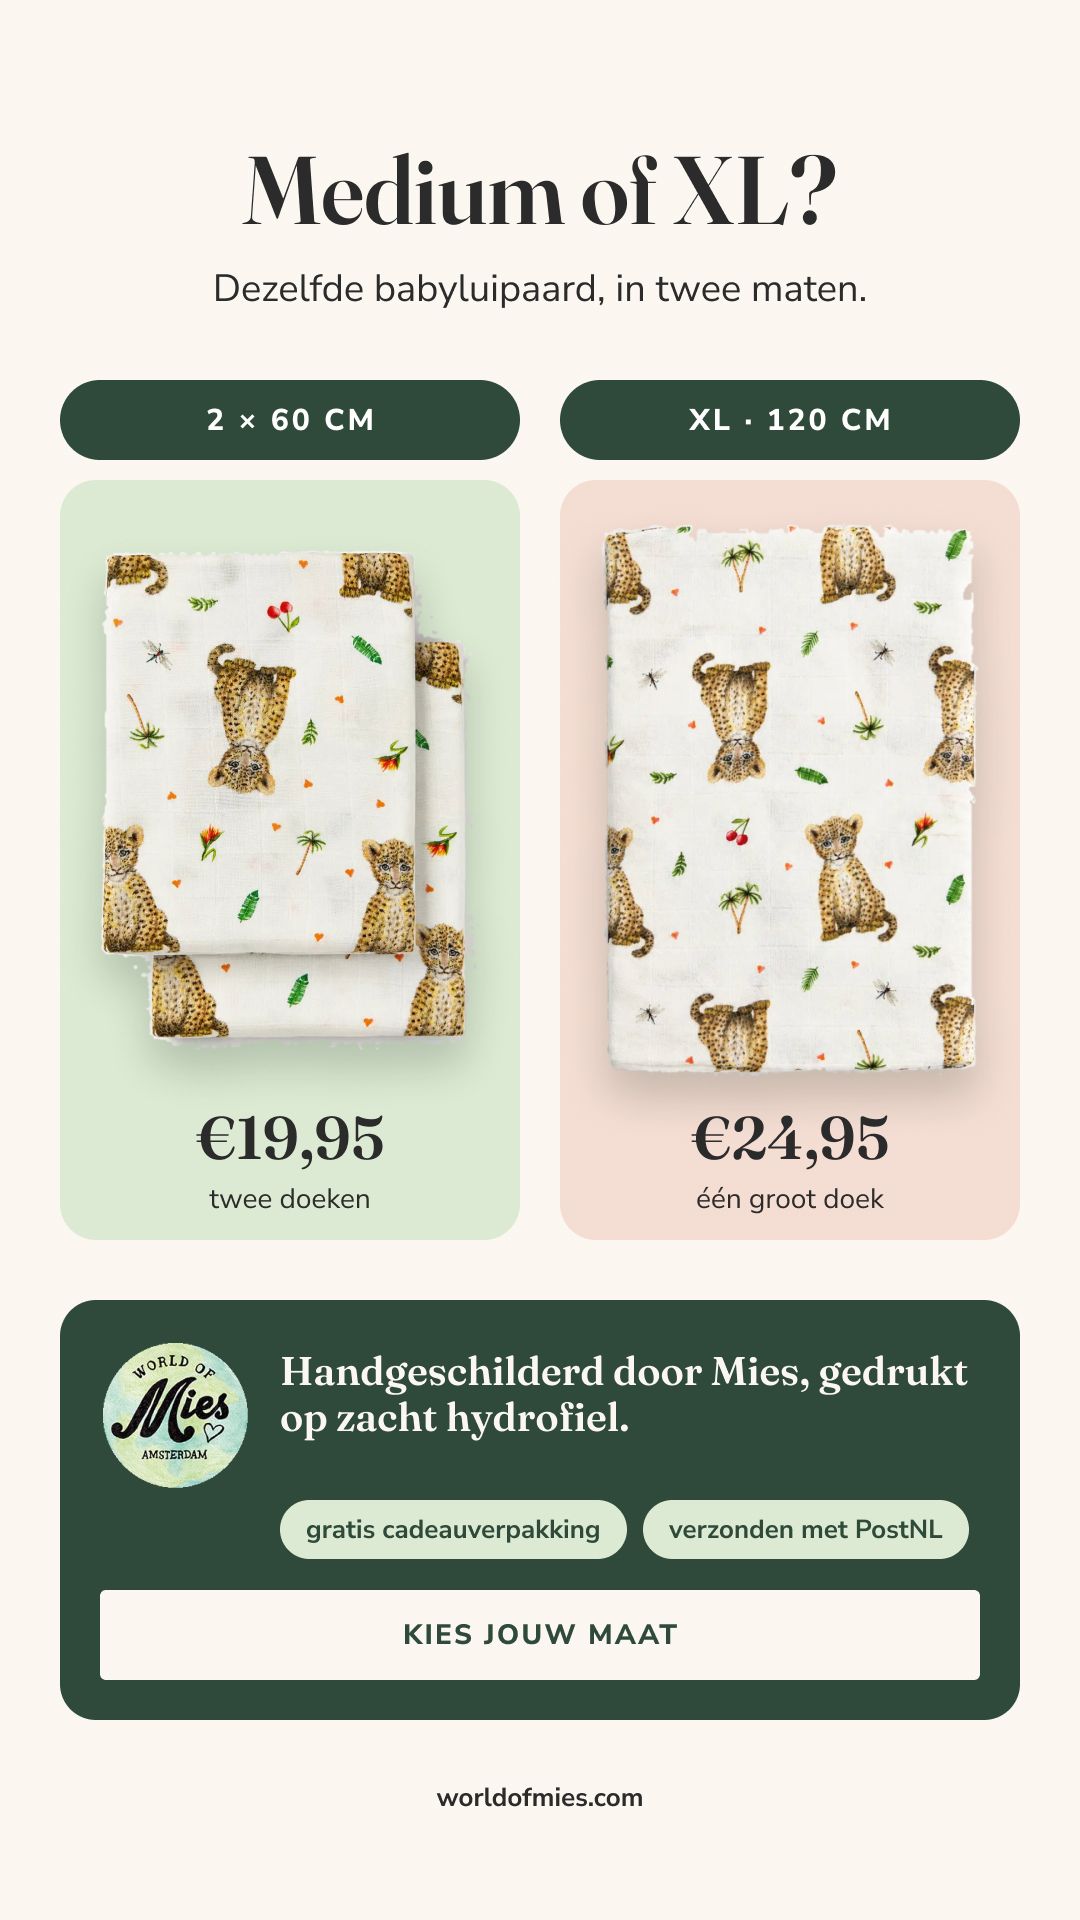 Medium of XL?
Dezelfde babyluipaard, in twee maten.
2 × 60 CM
XL · 120 CM
€19,95
twee doeken
€24,95
één groot doek
WORLD OF
Mies
AMSTERDAM
Handgeschilderd door Mies, gedrukt
op zacht hydrofiel.
gratis cadeauverpakking
verzonden met PostNL
KIES JOUW MAAT
worldofmies.com